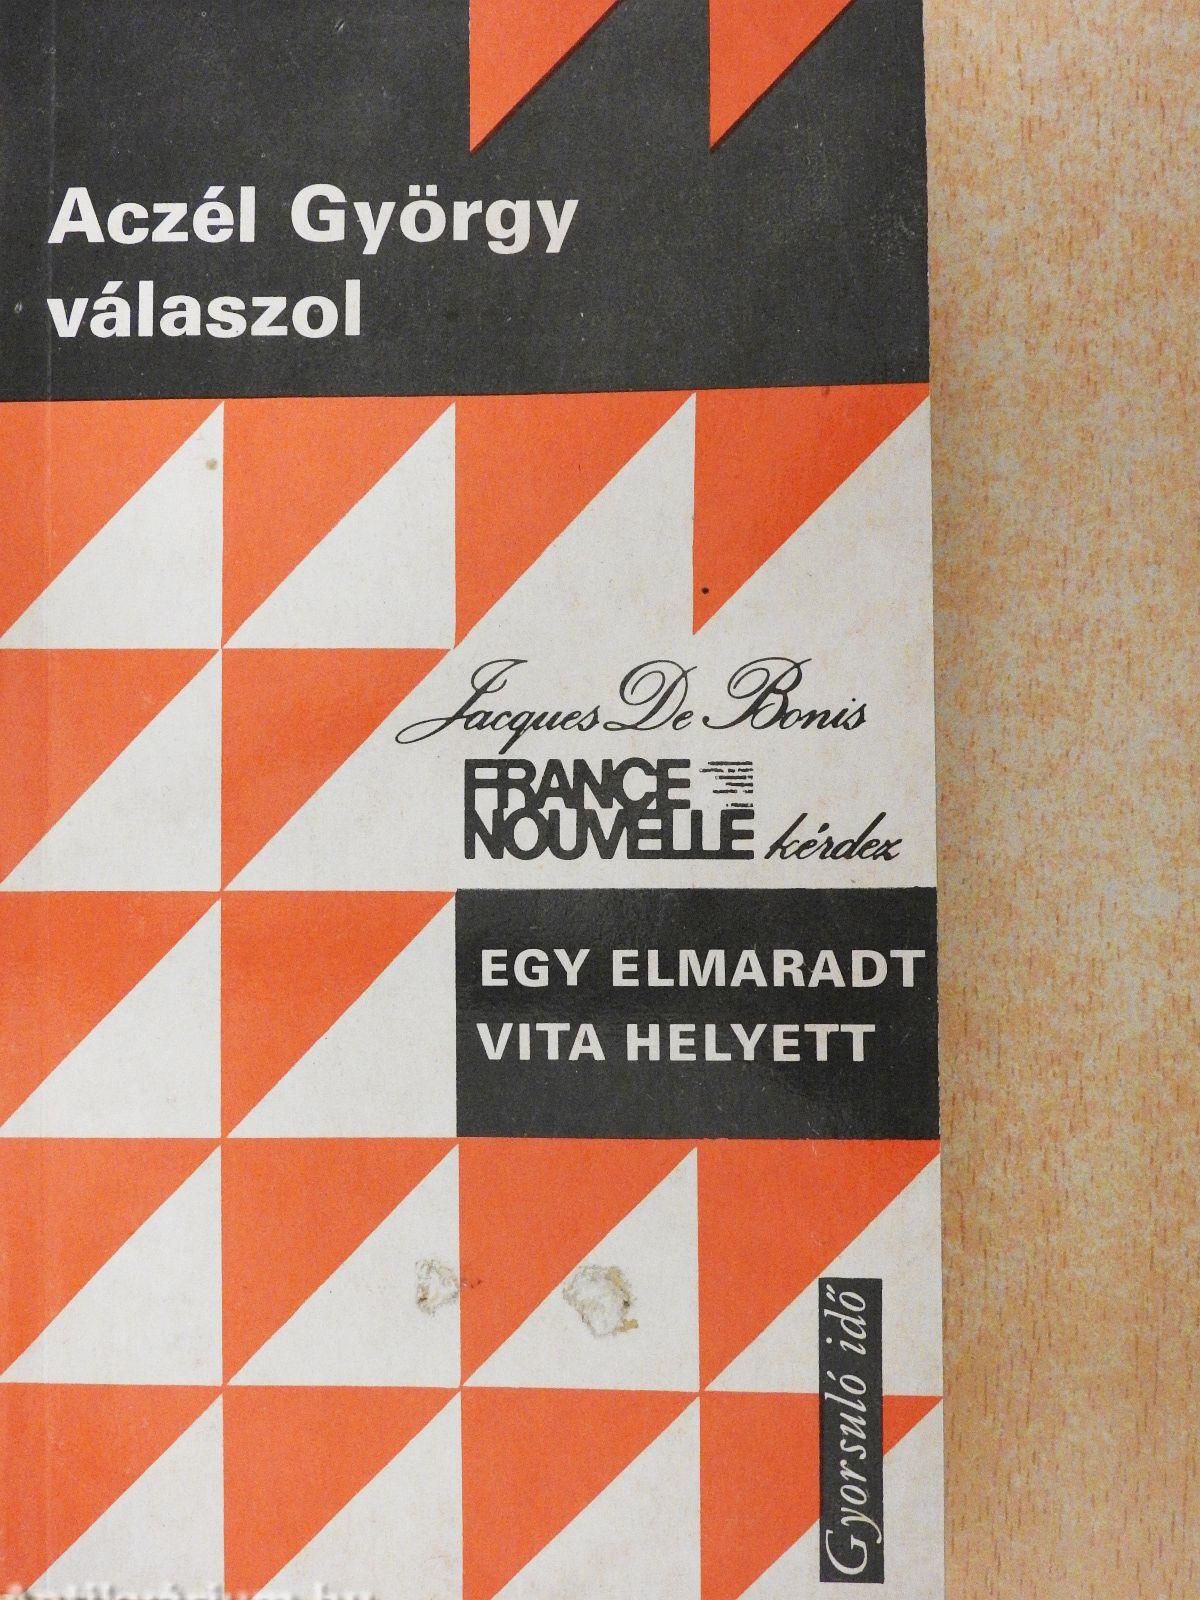 Aczél György
válaszol
Jacques De Bonis
FRANCE
NOUVELLE kérdez
EGY ELMARADT
VITA HELYETT
Gyorsuló idő